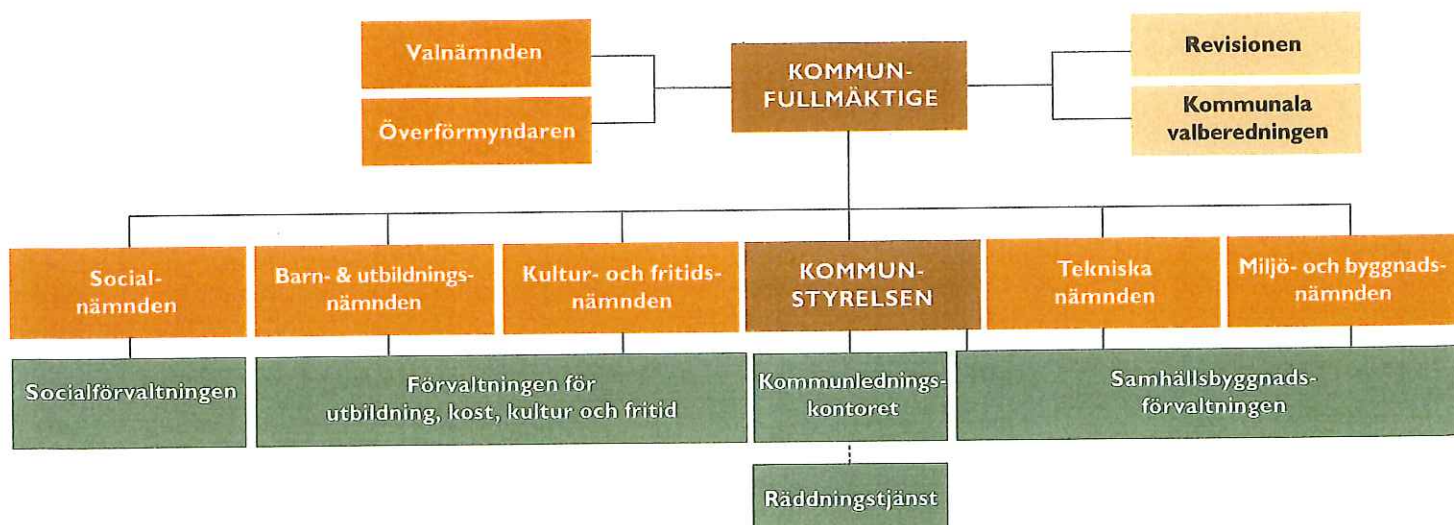 Valnämnden
Överförmyndaren
KOMMUN-
FULLMÄKTIGE
Revisionen
Kommunala
valberedningen
Social-
nämnden
Barn- & utbildnings-
nämnden
Kultur- och fritids-
nämnden
KOMMUN-
STYRELSEN
Tekniska
nämnden
Miljö- och byggnads-
nämnden
Socialförvaltningen
Förvaltningen för
utbildning, kost, kultur och fritid
Kommunlednings-
kontoret
Samhällsbyggnads-
förvaltningen
Räddningstjänst